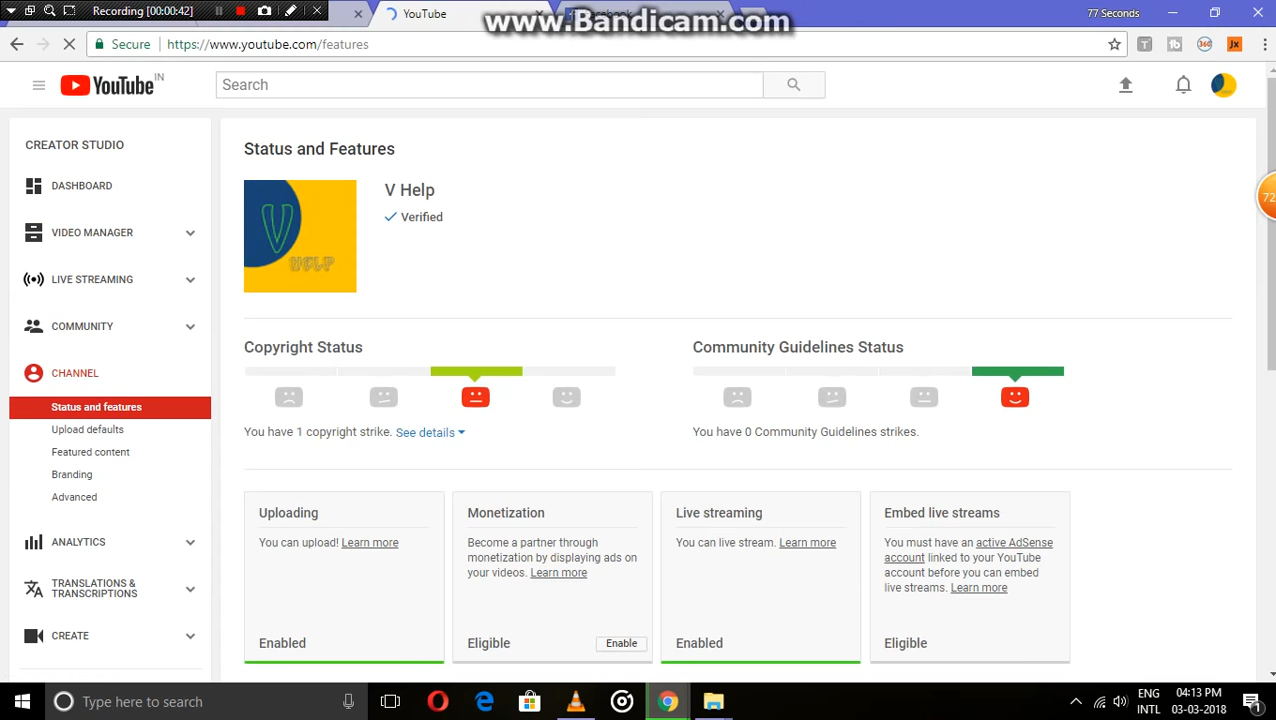 Recording [00:00:42]
YouTube
www.Bandicam.com
77 Seconds
Secure
https://www.youtube.com/features
YouTube IN
Search
CREATOR STUDIO
DASHBOARD
VIDEO MANAGER
LIVE STREAMING
COMMUNITY
CHANNEL
Status and features
Upload defaults
Featured content
Branding
Advanced
ANALYTICS
TRANSLATIONS &
TRANSCRIPTIONS
CREATE
Status and Features
V HELP
V Help
Verified
72
Copyright Status
You have 1 copyright strike. See details
Community Guidelines Status
You have 0 Community Guidelines strikes.
Uploading
You can upload! Learn more
Enabled
Monetization
Become a partner through
monetization by displaying ads on
your videos. Learn more
Eligible
Enable
Live streaming
You can live stream. Learn more
Enabled
Embed live streams
You must have an active AdSense
account linked to your YouTube
account before you can embed
live streams. Learn more
Eligible
Type here to search
ENG
INTL
04:13 PM
03-03-2018